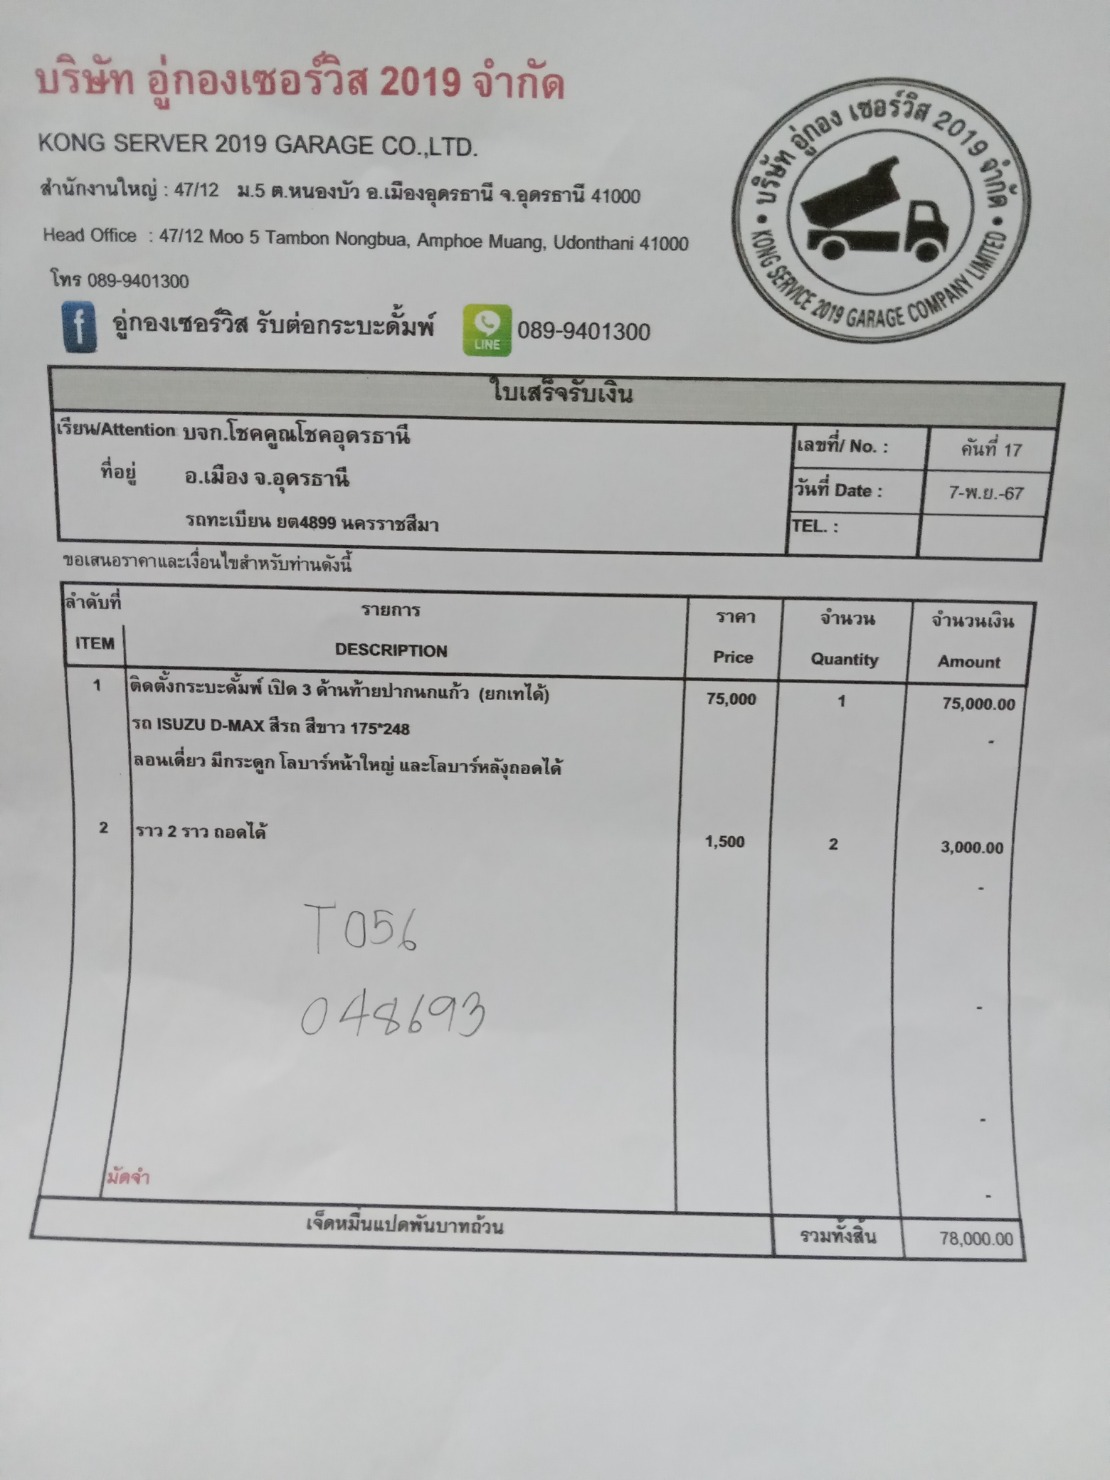 บริษัท อู่กองเซอร์วิส 2019 จำกัด
KONG SERVER 2019 GARAGE CO.,LTD.
สำนักงานใหญ่ : 47/12 ม.5 ต.หนองบัว อ.เมืองอุดรธานี จ.อุดรธานี 41000
Head Office : 47/12 Moo 5 Tambon Nongbua, Amphoe Muang, Udonthani 41000
โทร 089-9401300
f อู่กองเซอร์วิส รับต่อกระบะดั้มพ์ LINE 089-9401300
• บริษัท อู่กอง เซอร์วิส 2019 จำกัด •
KONG SERVICE 2019 GARAGE COMPANY LIMITED
ใบเสร็จรับเงิน
เรียน/Attention บจก.โชคคูณโชคอุดรธานี
ที่อยู่ อ.เมือง จ.อุดรธานี
รถทะเบียน ยต4899 นครราชสีมา
เลขที่/ No. : คันที่ 17
วันที่ Date : 7-พ.ย.-67
TEL. :
ขอเสนอราคาและเงื่อนไขสำหรับท่านดังนี้
ลำดับที่ รายการ ราคา จำนวน จำนวนเงิน
ITEM DESCRIPTION Price Quantity Amount
1 ติดตั้งกระบะดั้มพ์ เปิด 3 ด้านท้ายปากนกแก้ว (ยกเทได้) 75,000 1 75,000.00
รถ ISUZU D-MAX สีรถ สีขาว 175*248 -
ลอนเดี่ยว มีกระดูก โลบาร์หน้าใหญ่ และโลบาร์หลังถอดได้
2 ราว 2 ราว ถอดได้ 1,500 2 3,000.00
-
T056
048693
-
-
มัดจำ -
เจ็ดหมื่นแปดพันบาทถ้วน รวมทั้งสิ้น 78,000.00